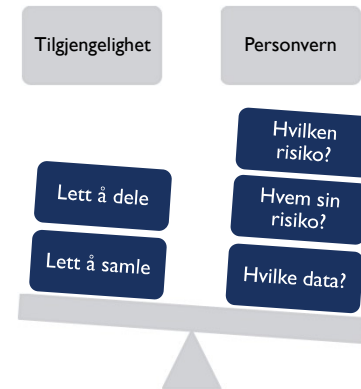 Tilgjengelighet
Personvern
Lett å dele
Lett å samle
Hvilken
risiko?
Hvem sin
risiko?
Hvilke data?